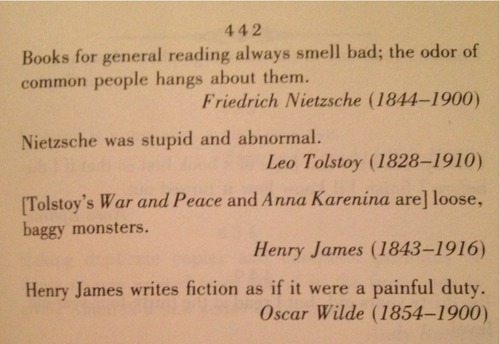 442
Books for general reading always smell bad; the odor of
common people hangs about them.
Friedrich Nietzsche (1844–1900)
Nietzsche was stupid and abnormal.
Leo Tolstoy (1828–1910)
[Tolstoy's War and Peace and Anna Karenina are] loose,
baggy monsters.
Henry James (1843–1916)
Henry James writes fiction as if it were a painful duty.
Oscar Wilde (1854–1900)